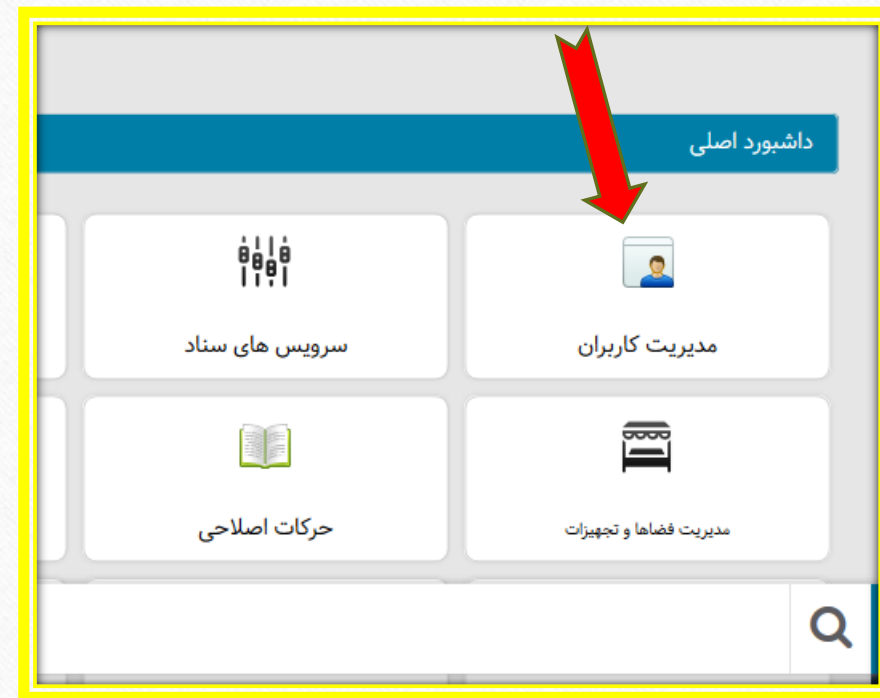 داشبورد اصلی
مدیریت کاربران
سرویس های سناد
مدیریت فضاها و تجهیزات
حرکات اصلاحی